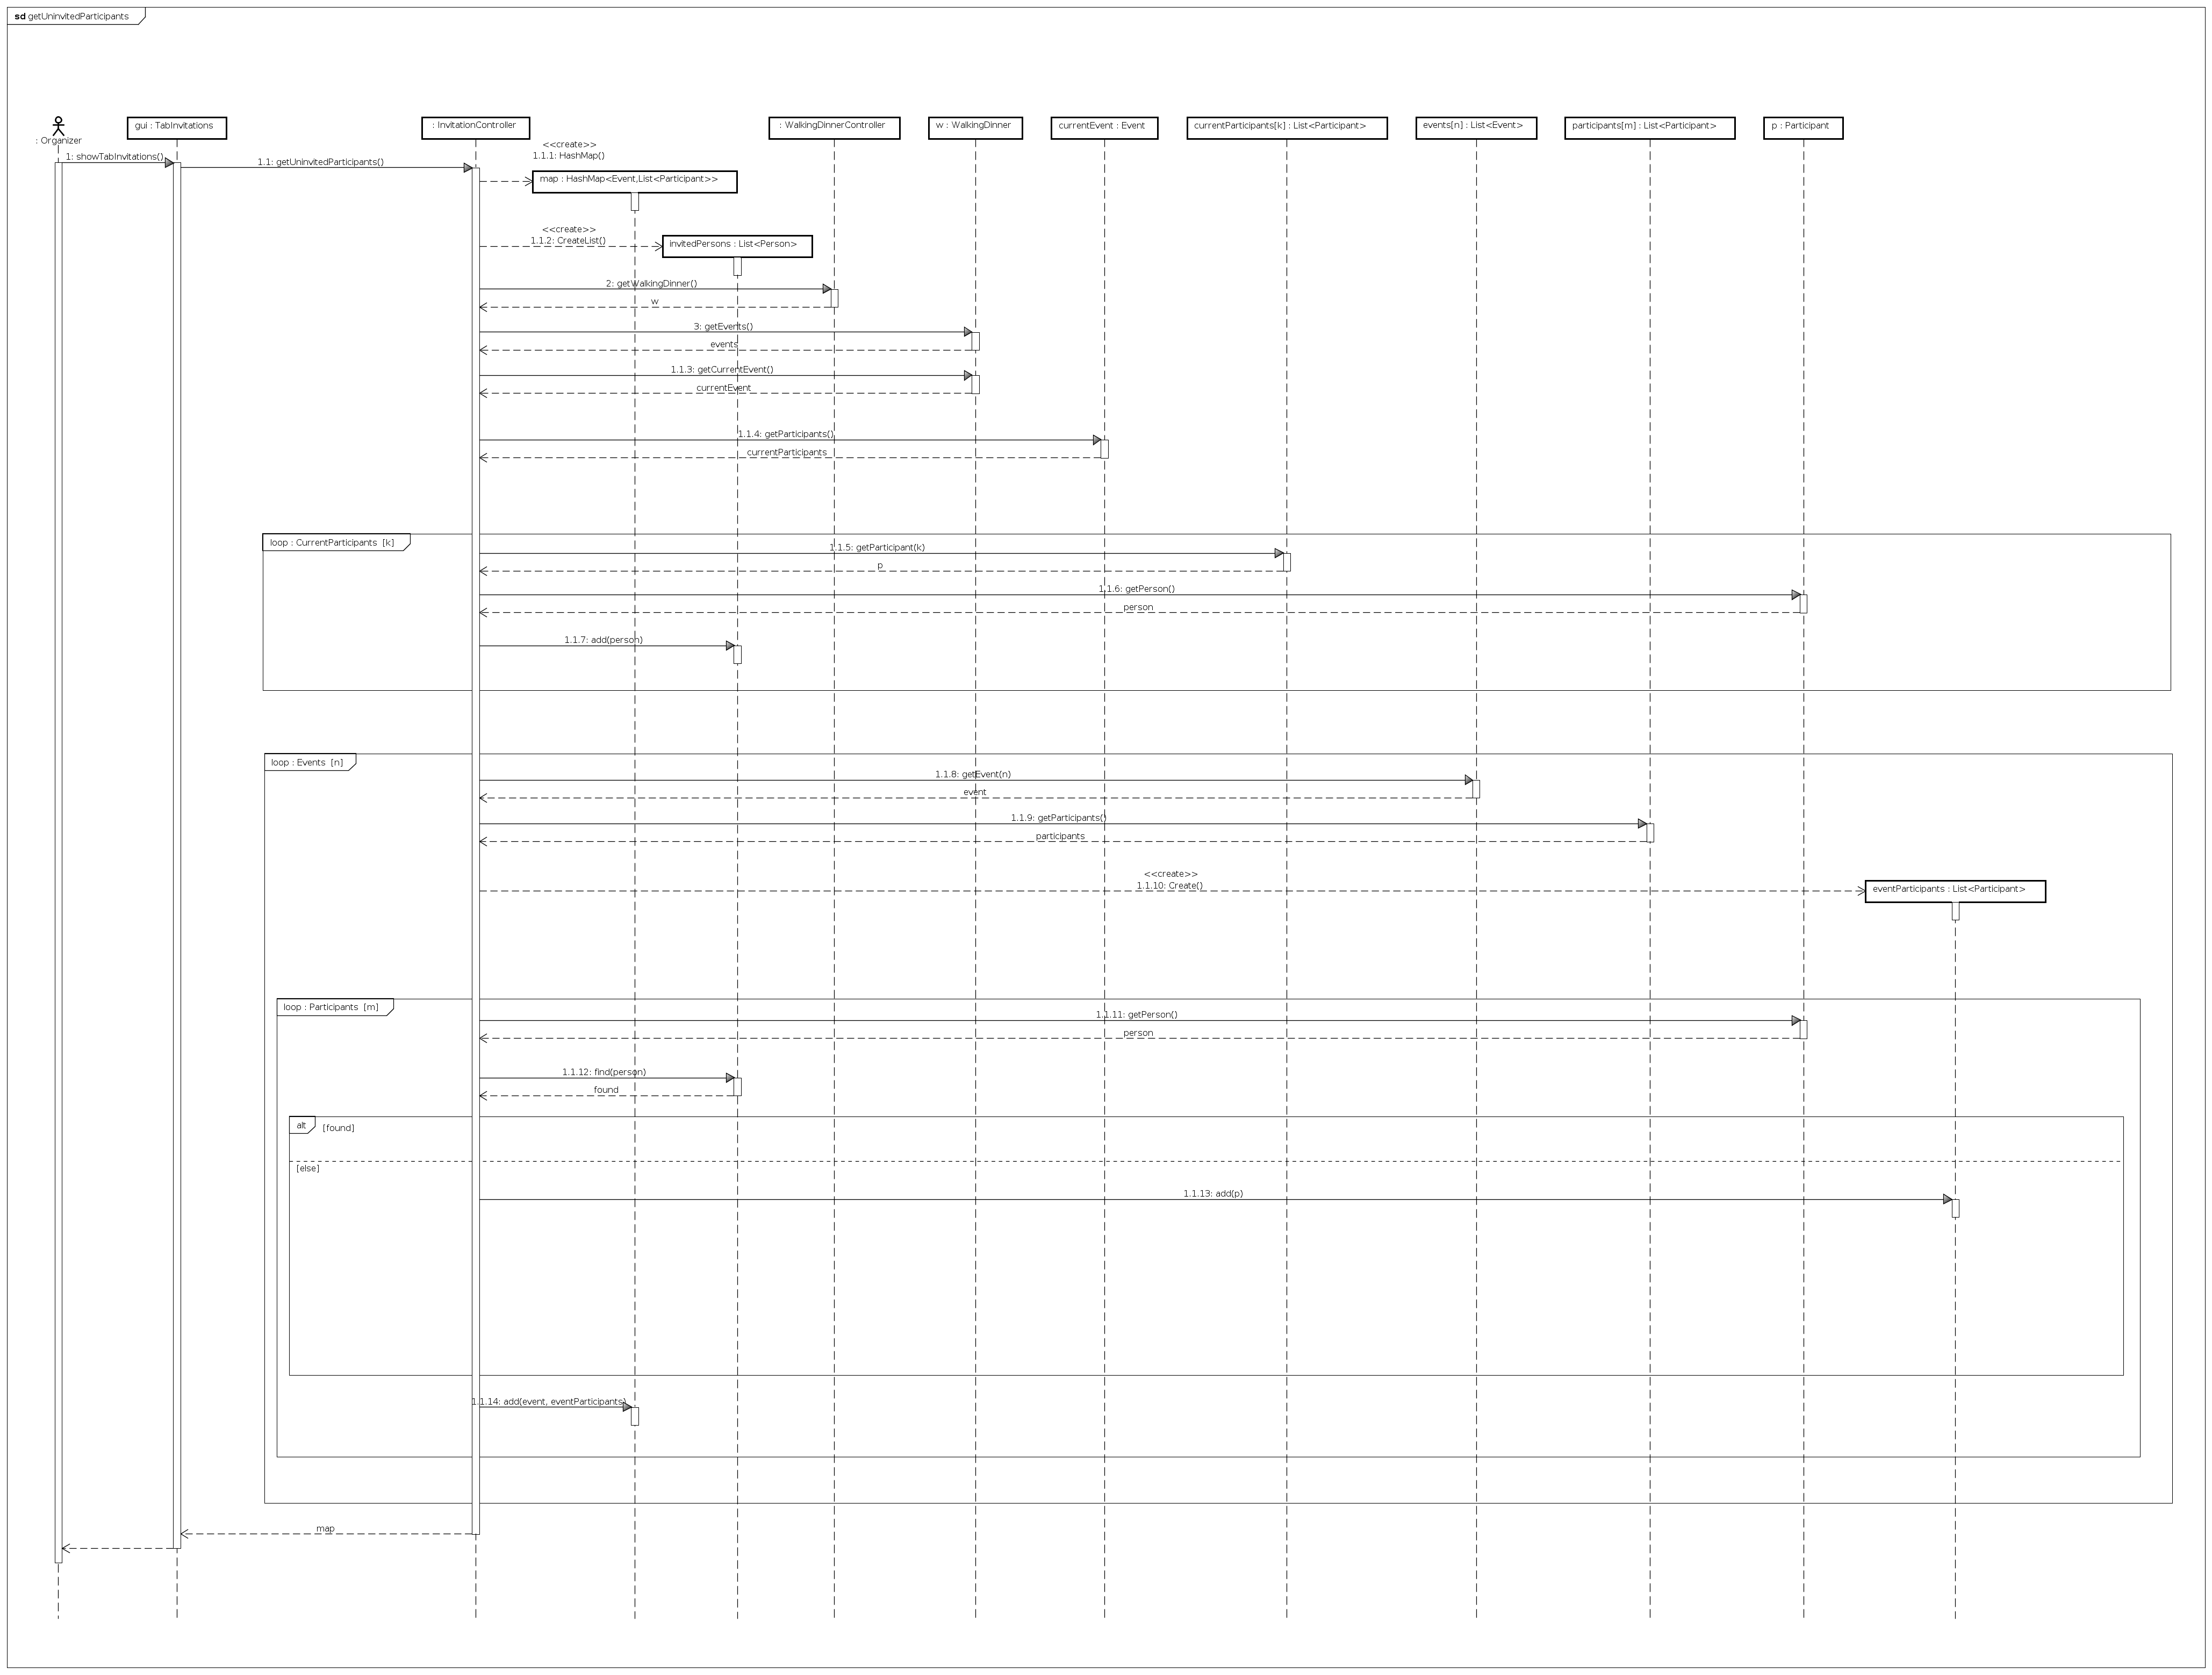 sd getUninvitedParticipants
: Organizer
gui : TabInvitations
: InvitationController
: WalkingDinnerController
w : WalkingDinner
currentEvent : Event
currentParticipants[k] : List<Participant>
events[n] : List<Event>
participants[m] : List<Participant>
p : Participant
1: showTabInvitations()
1.1: getUninvitedParticipants()
<<create>>
1.1.1: HashMap()
map : HashMap<Event,List<Participant>>
<<create>>
1.1.2: CreateList()
invitedPersons : List<Person>
2: getWalkingDinner()
w
3: getEvents()
events
1.1.3: getCurrentEvent()
currentEvent
1.1.4: getParticipants()
currentParticipants
loop : CurrentParticipants [k]
1.1.5: getParticipant(k)
p
1.1.6: getPerson()
person
1.1.7: add(person)
loop : Events [n]
1.1.8: getEvent(n)
event
1.1.9: getParticipants()
participants
<<create>>
1.1.10: Create()
eventParticipants : List<Participant>
loop : Participants [m]
1.1.11: getPerson()
person
1.1.12: find(person)
found
alt [found]
[else]
1.1.13: add(p)
1.1.14: add(event, eventParticipants)
map